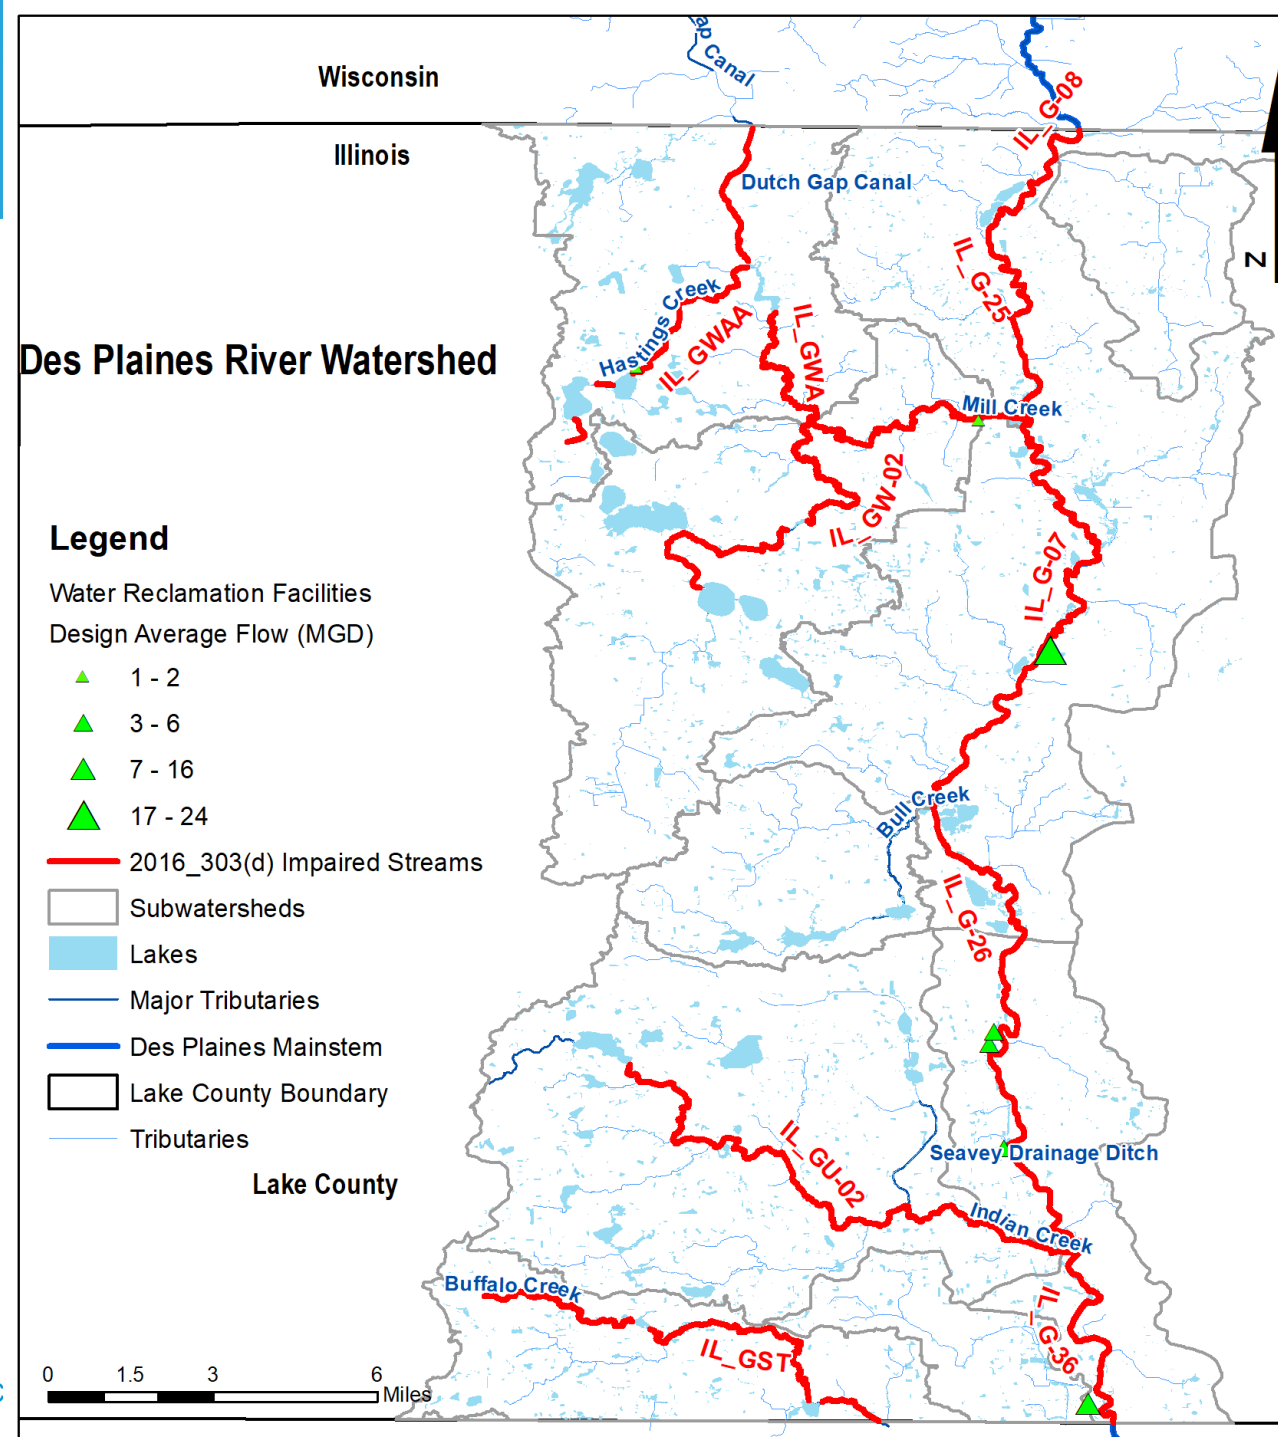 ap Canal
Wisconsin
IL_G-08
Illinois
Dutch Gap Canal
IL_G-25
Z
Hastings Creek
IL_GWAA
IL_GWA
Des Plaines River Watershed
Mill Creek
IL_GW-02
Legend
IL_G-07
Water Reclamation Facilities
Design Average Flow (MGD)
1 - 2
3 - 6
7 - 16
17 - 24
Bull Creek
2016_303(d) Impaired Streams
Subwatersheds
IL_G-26
Lakes
Major Tributaries
Des Plaines Mainstem
Lake County Boundary
Tributaries
IL_GU-02
Seavey Drainage Ditch
Lake County
Indian Creek
Buffalo Creek
IL_G-36
IL_GST
0 1.5 3 6
Miles